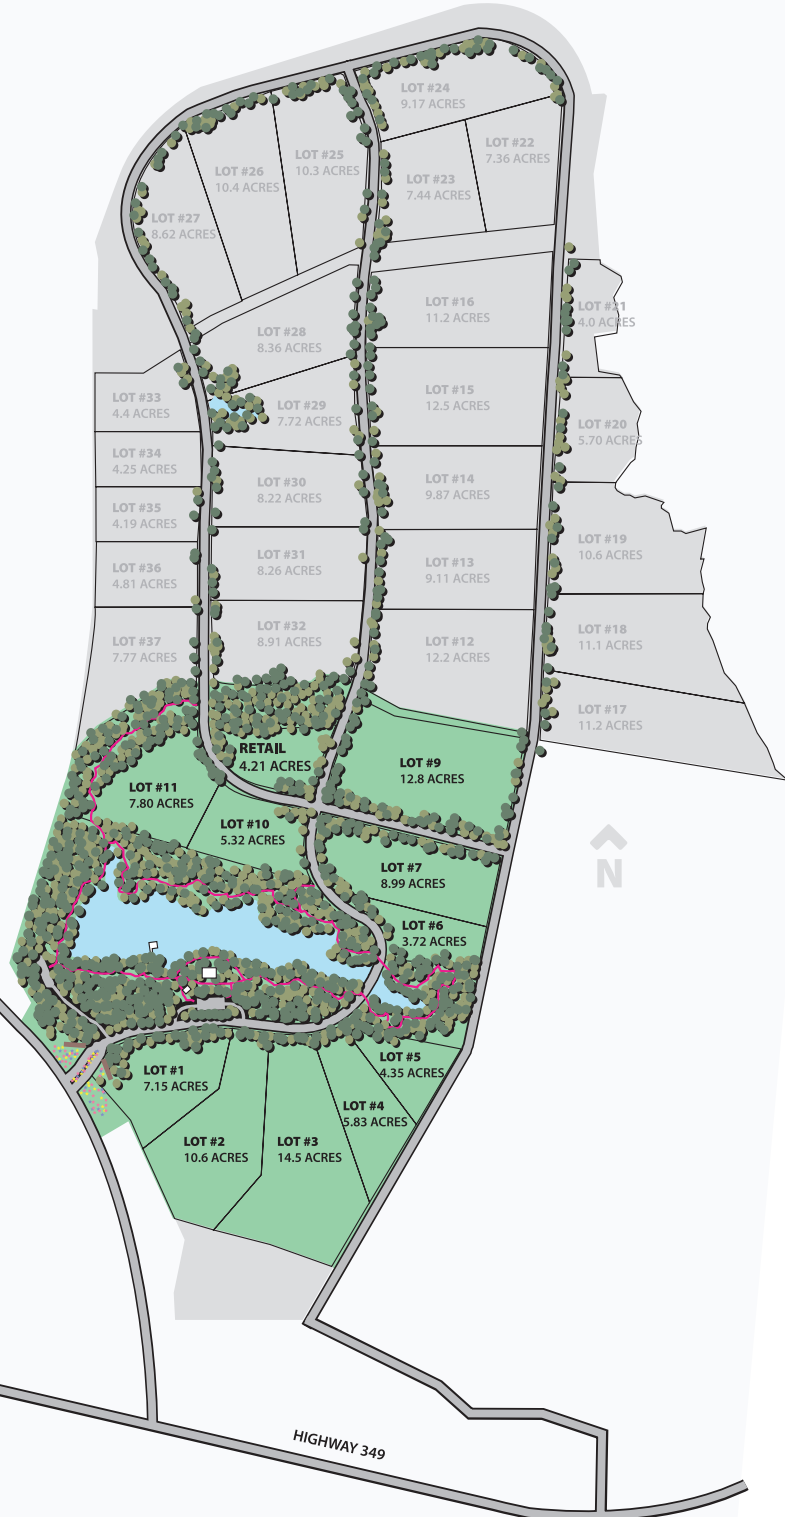 LOT #24
9.17 ACRES
LOT #22
7.36 ACRES
LOT #25
10.3 ACRES
LOT #26
10.4 ACRES
LOT #23
7.44 ACRES
LOT #27
8.62 ACRES
LOT #16
11.2 ACRES
LOT #21
4.0 ACRES
LOT #28
8.36 ACRES
LOT #15
12.5 ACRES
LOT #33
4.4 ACRES
LOT #29
7.72 ACRES
LOT #20
5.70 ACRES
LOT #34
4.25 ACRES
LOT #30
8.22 ACRES
LOT #14
9.87 ACRES
LOT #35
4.19 ACRES
LOT #19
10.6 ACRES
LOT #31
8.26 ACRES
LOT #13
9.11 ACRES
LOT #36
4.81 ACRES
LOT #32
8.91 ACRES
LOT #18
11.1 ACRES
LOT #37
7.77 ACRES
LOT #12
12.2 ACRES
LOT #17
11.2 ACRES
RETAIL
4.21 ACRES
LOT #9
12.8 ACRES
LOT #11
7.80 ACRES
LOT #10
5.32 ACRES
LOT #7
8.99 ACRES
N
LOT #6
3.72 ACRES
LOT #5
4.35 ACRES
LOT #1
7.15 ACRES
LOT #4
5.83 ACRES
LOT #2
10.6 ACRES
LOT #3
14.5 ACRES
HIGHWAY 349